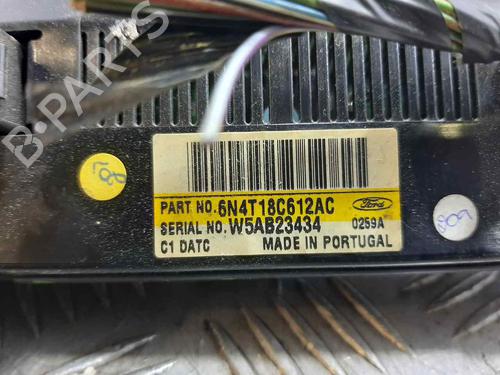 B-PARTS
PART NO. 6N4T18C612AC Ford
SERIAL NO. W5AB23434 0259A
C1 DATC MADE IN PORTUGAL